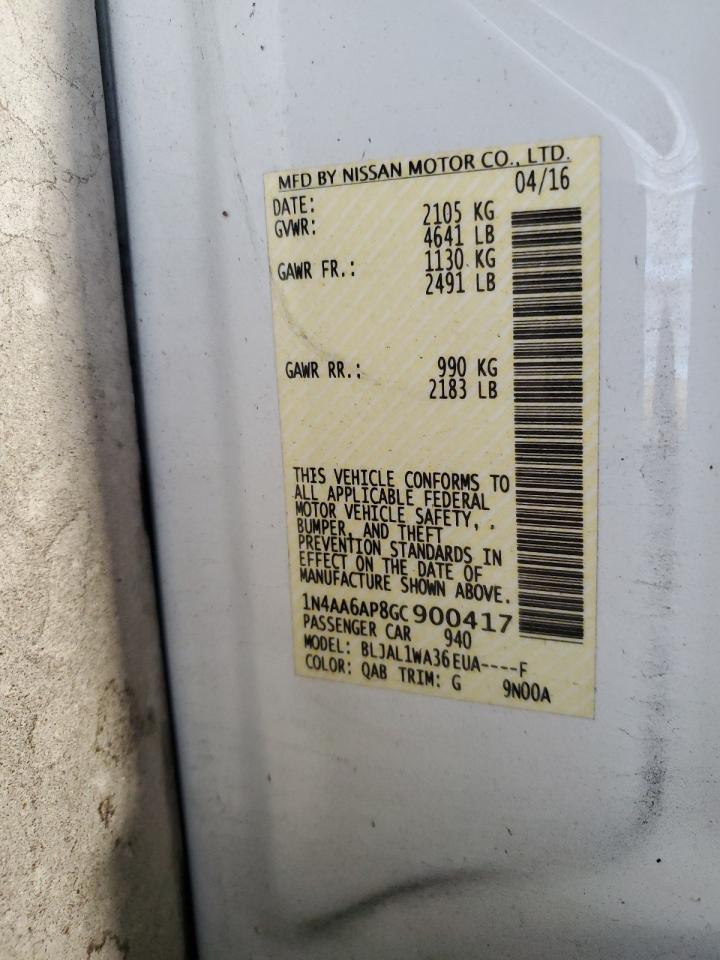 MFD BY NISSAN MOTOR CO., LTD.
DATE: 04/16
GVWR: 2105 KG
4641 LB
GAWR FR.: 1130 KG
2491 LB
GAWR RR.: 990 KG
2183 LB
THIS VEHICLE CONFORMS TO
ALL APPLICABLE FEDERAL
MOTOR VEHICLE SAFETY, .
BUMPER, AND THEFT
PREVENTION STANDARDS IN
EFFECT ON THE DATE OF
MANUFACTURE SHOWN ABOVE.
1N4AA6AP8GC900417
PASSENGER CAR 940
MODEL: BLJAL1WA36EUA----F
COLOR: QAB TRIM: G 9N00A